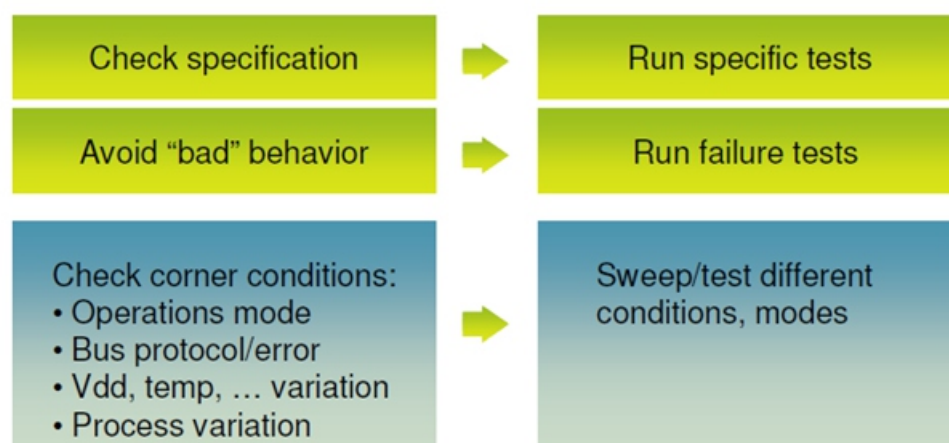 Check specification
Run specific tests
Avoid “bad” behavior
Run failure tests
Check corner conditions:
• Operations mode
• Bus protocol/error
• Vdd, temp, … variation
• Process variation
Sweep/test different
conditions, modes